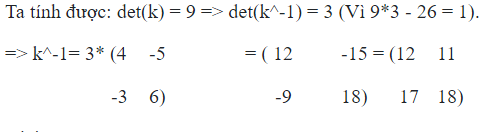 Ta tính được: det(k) = 9 => det(k^-1) = 3 (Vì 9*3 - 26 = 1).
=> k^-1= 3* (4 -5 = ( 12 -15 = (12 11
-3 6) -9 18) 17 18)